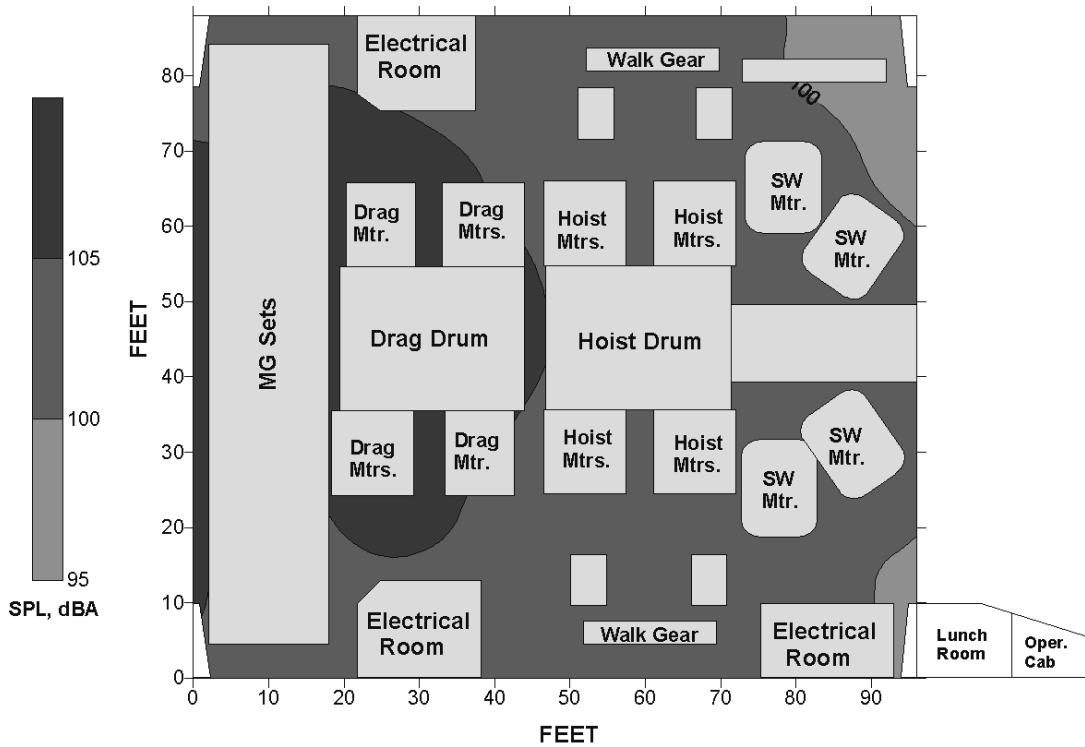 Electrical
Room
Walk Gear
100
80
70
60
50
40
30
20
10
0
FEET
105
100
95
SPL, dBA
MG Sets
SW
Mtr.
SW
Mtr.
Drag
Mtr.
Drag
Mtrs.
Hoist
Mtrs.
Hoist
Mtrs.
Drag Drum
Hoist Drum
Drag
Mtrs.
Drag
Mtr.
Hoist
Mtrs.
Hoist
Mtrs.
SW
Mtr.
SW
Mtr.
Electrical
Room
Walk Gear
Electrical
Room
Lunch
Room
Oper.
Cab
0 10 20 30 40 50 60 70 80 90
FEET